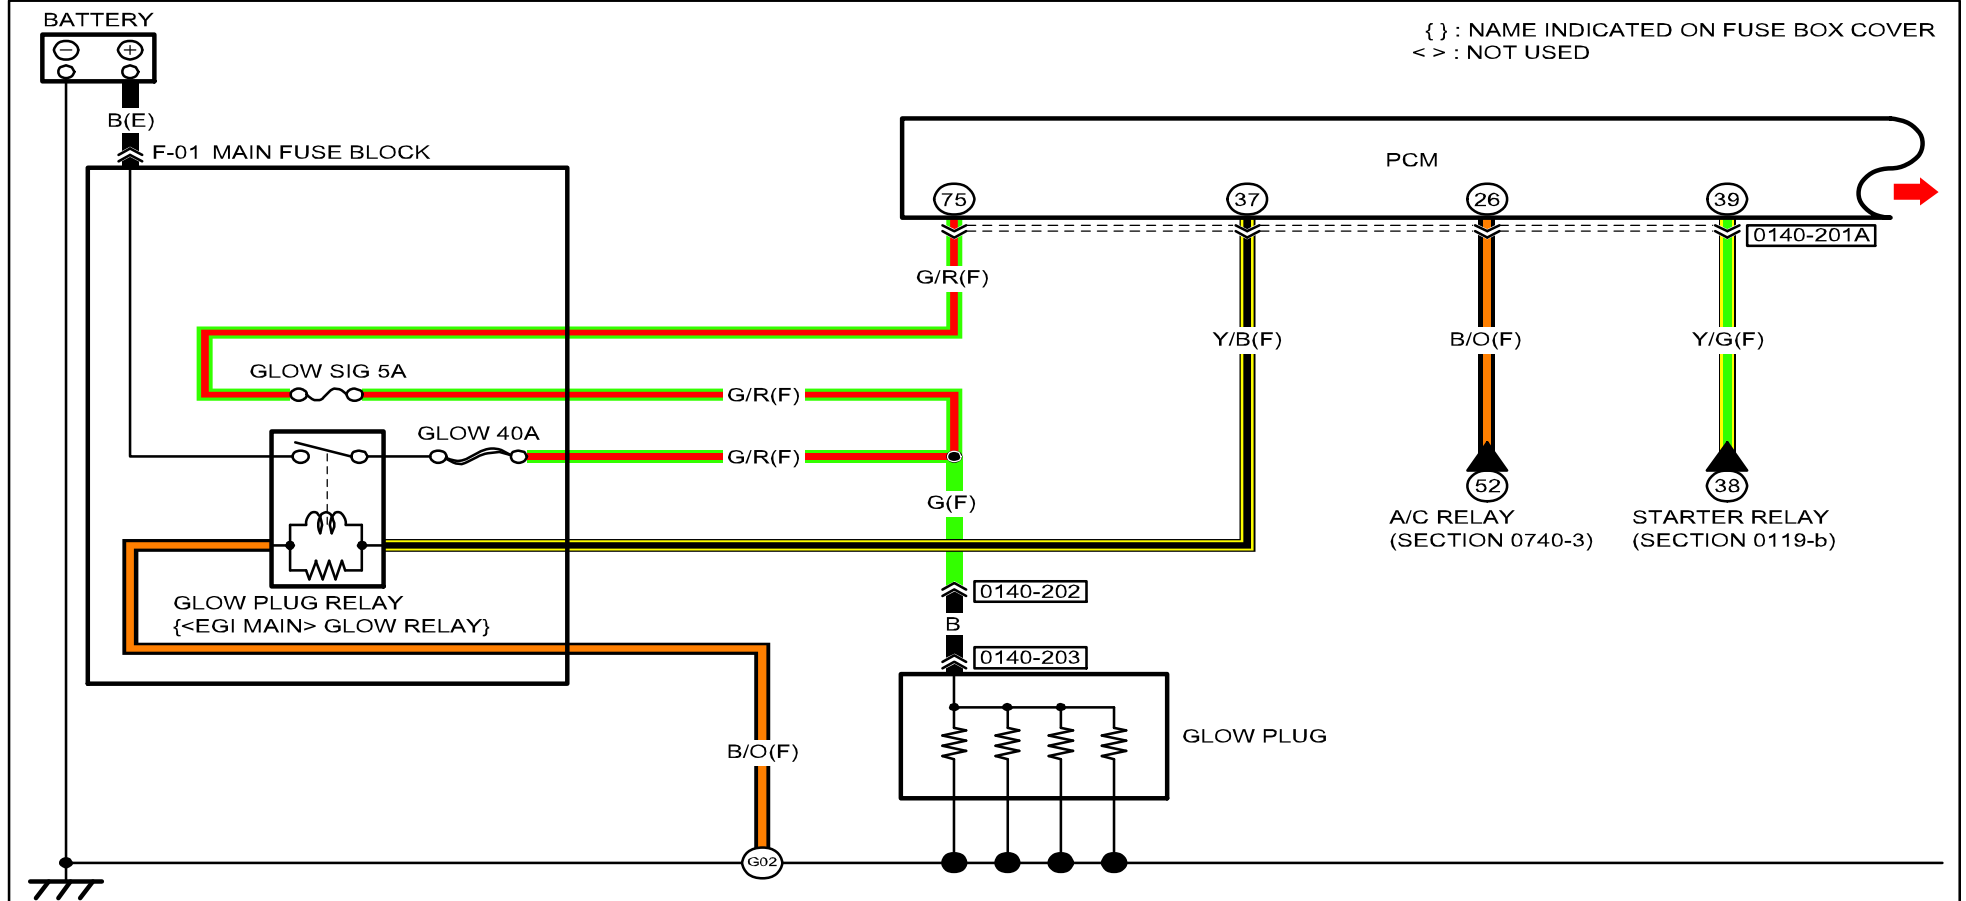 BATTERY
{ } : NAME INDICATED ON FUSE BOX COVER
< > : NOT USED
− +
B(E)
F-01 MAIN FUSE BLOCK
PCM
75 37 26 39
0140-201A
G/R(F)
Y/B(F) B/O(F) Y/G(F)
GLOW SIG 5A
G/R(F)
GLOW 40A
G/R(F)
52 38
G(F)
A/C RELAY
(SECTION 0740-3)
STARTER RELAY
(SECTION 0119-b)
0140-202
GLOW PLUG RELAY
{<EGI MAIN> GLOW RELAY}
B
0140-203
GLOW PLUG
B/O(F)
G02